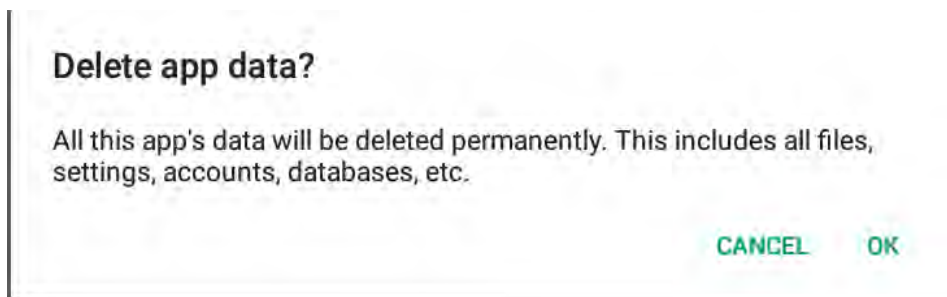 Delete app data?
All this app's data will be deleted permanently. This includes all files,
settings, accounts, databases, etc.
CANCEL OK